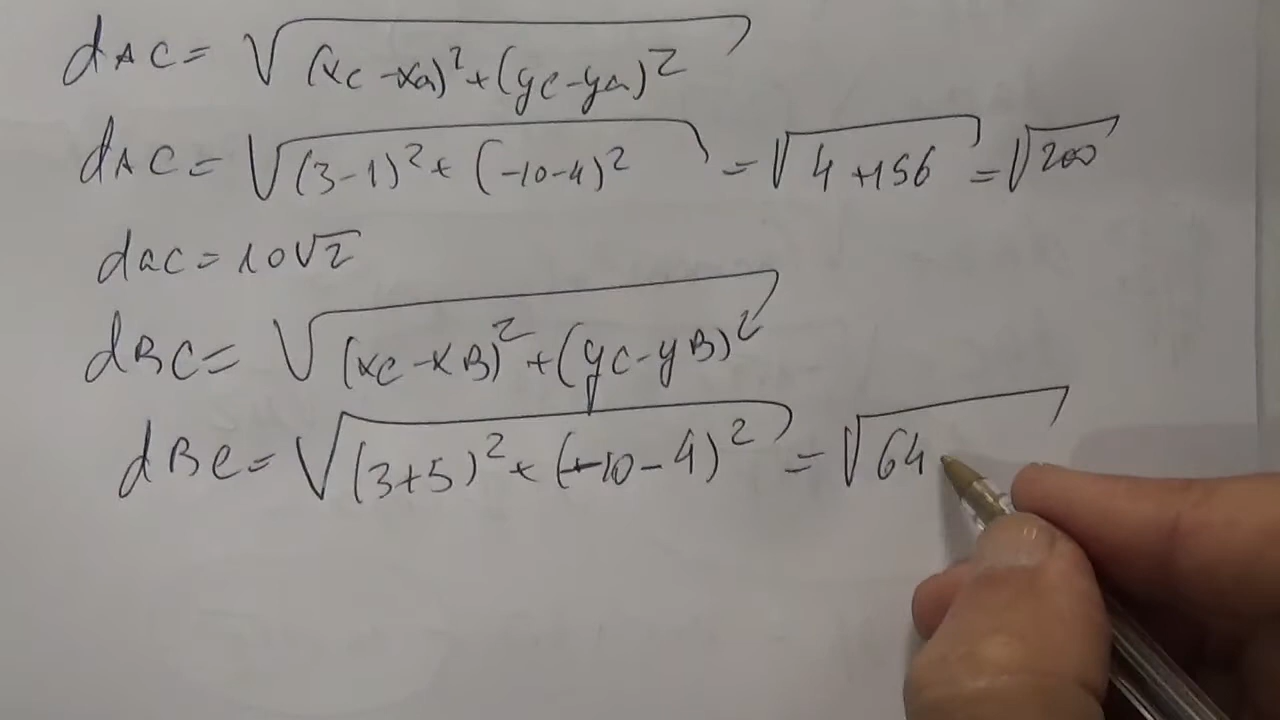 dAC = √(xc - xa)² + (yc - ya)²
dAC = √(3 - 1)² + (-10 - 4)² = √4 + 156 = √200
dac = 10√2
dBC = √(xc - xB)² + (yc - yB)²
dBC = √(3 + 5)² + (-10 - 4)² = √64